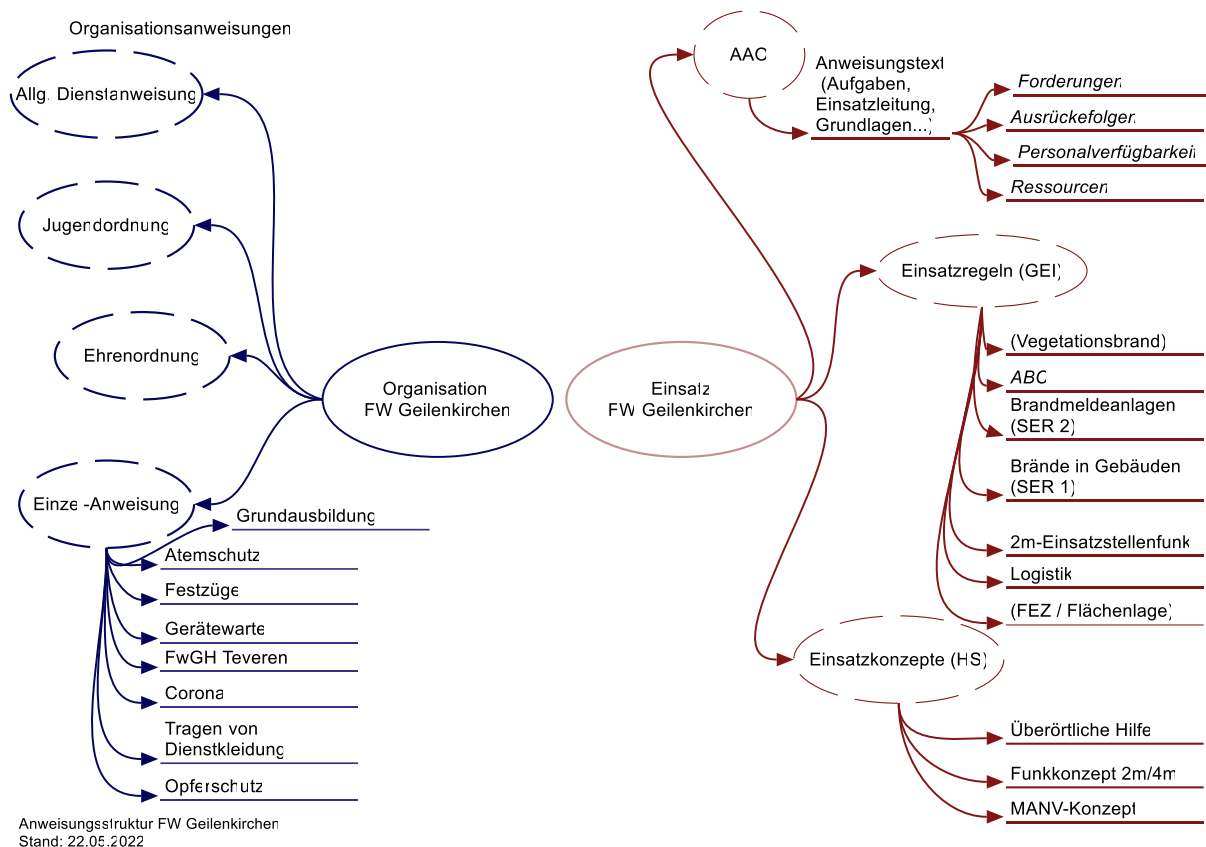 Organisationsanweisungen
Allg. Dienstanweisung
Jugendordnung
Ehrenordnung
Einzel-Anweisung
Grundausbildung
Atemschutz
Festzüge
Gerätewarte
FwGH Teveren
Corona
Tragen von
Dienstkleidung
Opferschutz
Organisation
FW Geilenkirchen
Einsatz
FW Geilenkirchen
AAO
Anweisungstext
(Aufgaben,
Einsatzleitung,
Grundlagen...)
Forderungen
Ausrückefolgen
Personalverfügbarkeit
Ressourcen
Einsatzregeln (GEI)
(Vegetationsbrand)
ABC
Brandmeldeanlagen
(SER 2)
Brände in Gebäuden
(SER 1)
2m-Einsatzstellenfunk
Logistik
(FEZ / Flächenlage)
Einsatzkonzepte (HS)
Überörtliche Hilfe
Funkkonzept 2m/4m
MANV-Konzept
Anweisungsstruktur FW Geilenkirchen
Stand: 22.05.2022